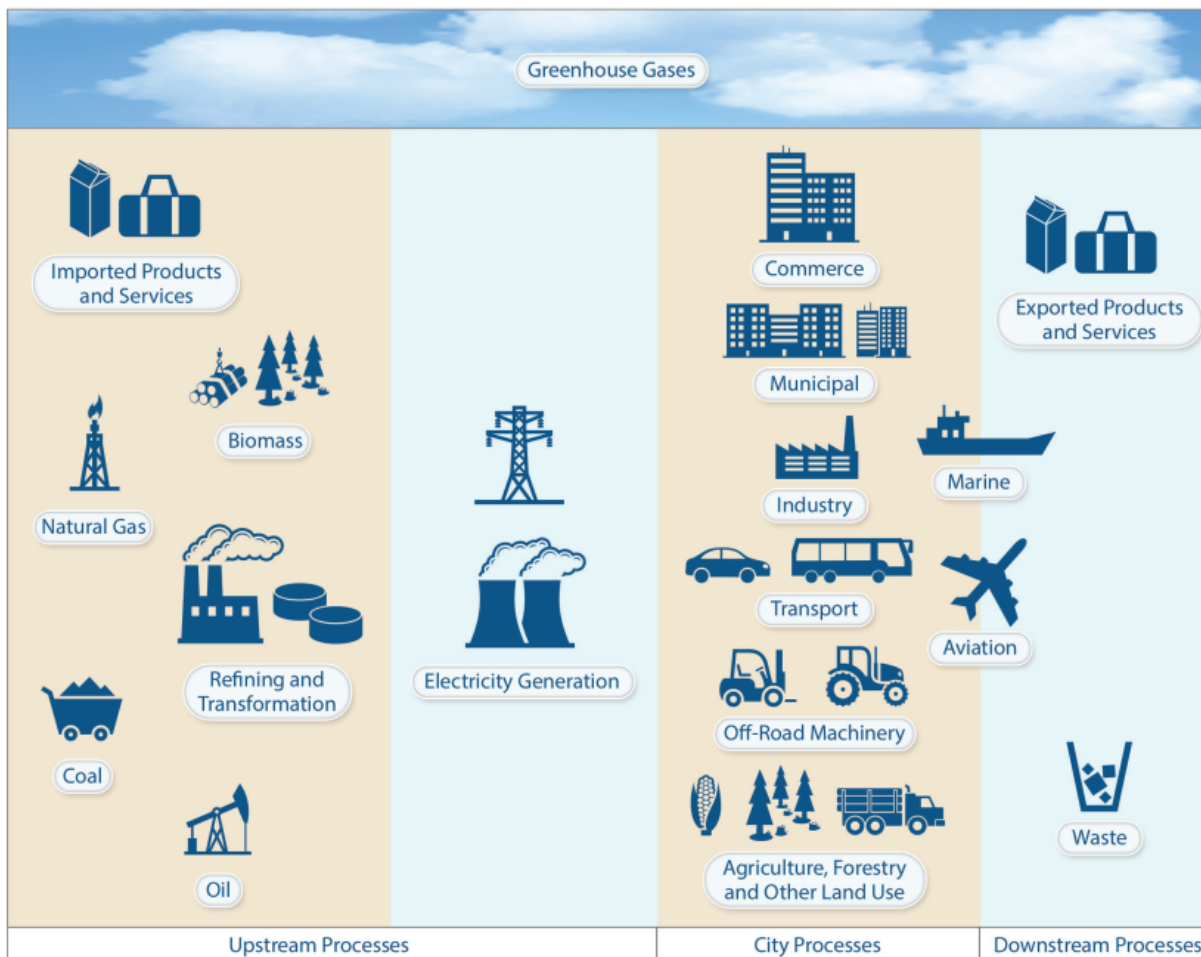 Greenhouse Gases
Imported Products
and Services
Biomass
Natural Gas
Refining and
Transformation
Coal
Oil
Electricity Generation
Commerce
Municipal
Industry
Transport
Off-Road Machinery
Agriculture, Forestry
and Other Land Use
Marine
Aviation
Exported Products
and Services
Waste
Upstream Processes
City Processes
Downstream Processes